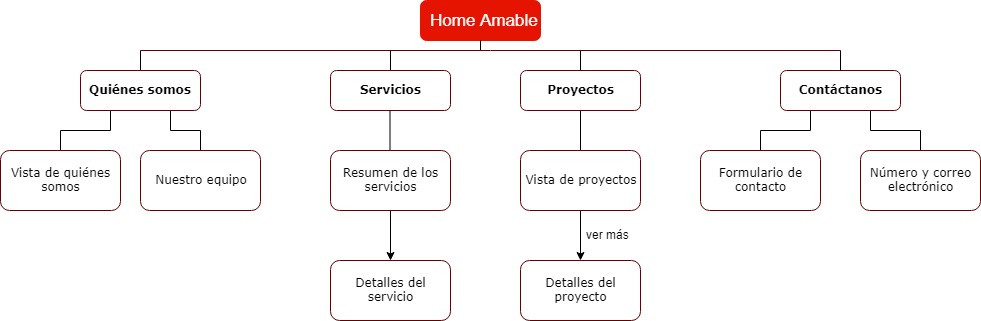 Home Amable
Quiénes somos
Servicios
Proyectos
Contáctanos
Vista de quiénes
somos
Nuestro equipo
Resumen de los
servicios
Vista de proyectos
Formulario de
contacto
Número y correo
electrónico
ver más
Detalles del
servicio
Detalles del
proyecto